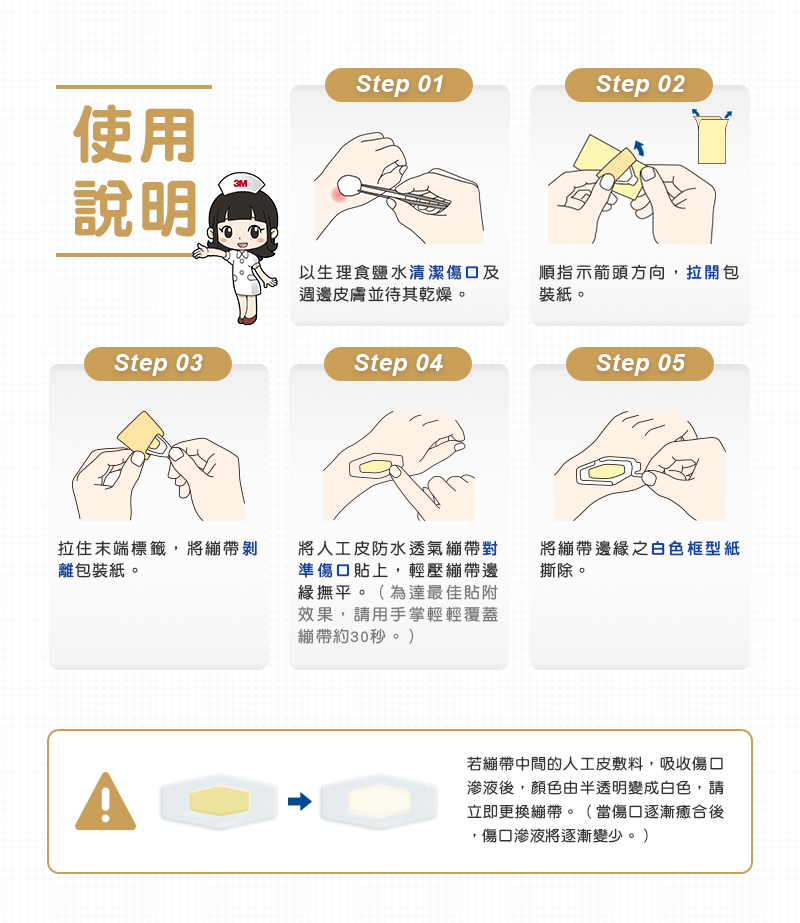 使用
說明
3M
Step 01
以生理食鹽水清潔傷口及
週邊皮膚並待其乾燥。
Step 02
順指示箭頭方向，拉開包
裝紙。
Step 03
拉住末端標籤，將繃帶剝
離包裝紙。
Step 04
將人工皮防水透氣繃帶對
準傷口貼上，輕壓繃帶邊
緣撫平。（為達最佳貼附
效果，請用手掌輕輕覆蓋
繃帶約30秒。）
Step 05
將繃帶邊緣之白色框型紙
撕除。
若繃帶中間的人工皮敷料，吸收傷口
滲液後，顏色由半透明變成白色，請
立即更換繃帶。（當傷口逐漸癒合後
，傷口滲液將逐漸變少。）